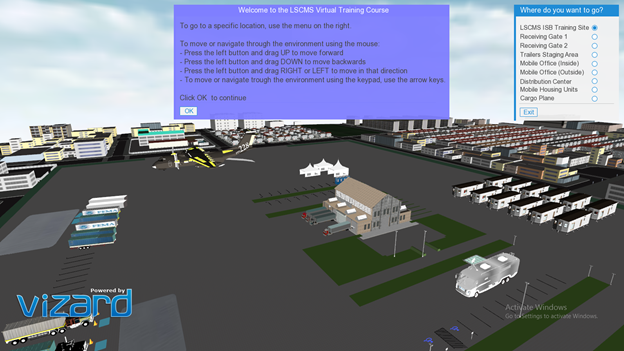 Welcome to the LSCMS Virtual Training Course
To go to a specific location, use the menu on the right.
To move or navigate through the environment using the mouse:
- Press the left button and drag UP to move forward
- Press the left button and drag DOWN to move backwards
- Press the left button and drag RIGHT or LEFT to move in that direction
- To move or navigate trough the environment using the keypad, use the arrow keys.
Click OK to continue
OK
Where do you want to go?
LSCMS ISB Training Site
Receiving Gate 1
Receiving Gate 2
Trailers Staging Area
Mobile Office (Inside)
Mobile Office (Outside)
Distribution Center
Mobile Housing Units
Cargo Plane
Exit
FEMA
FEMA
Powered by
vizard
Activate Windows
Go to Settings to activate Windows.